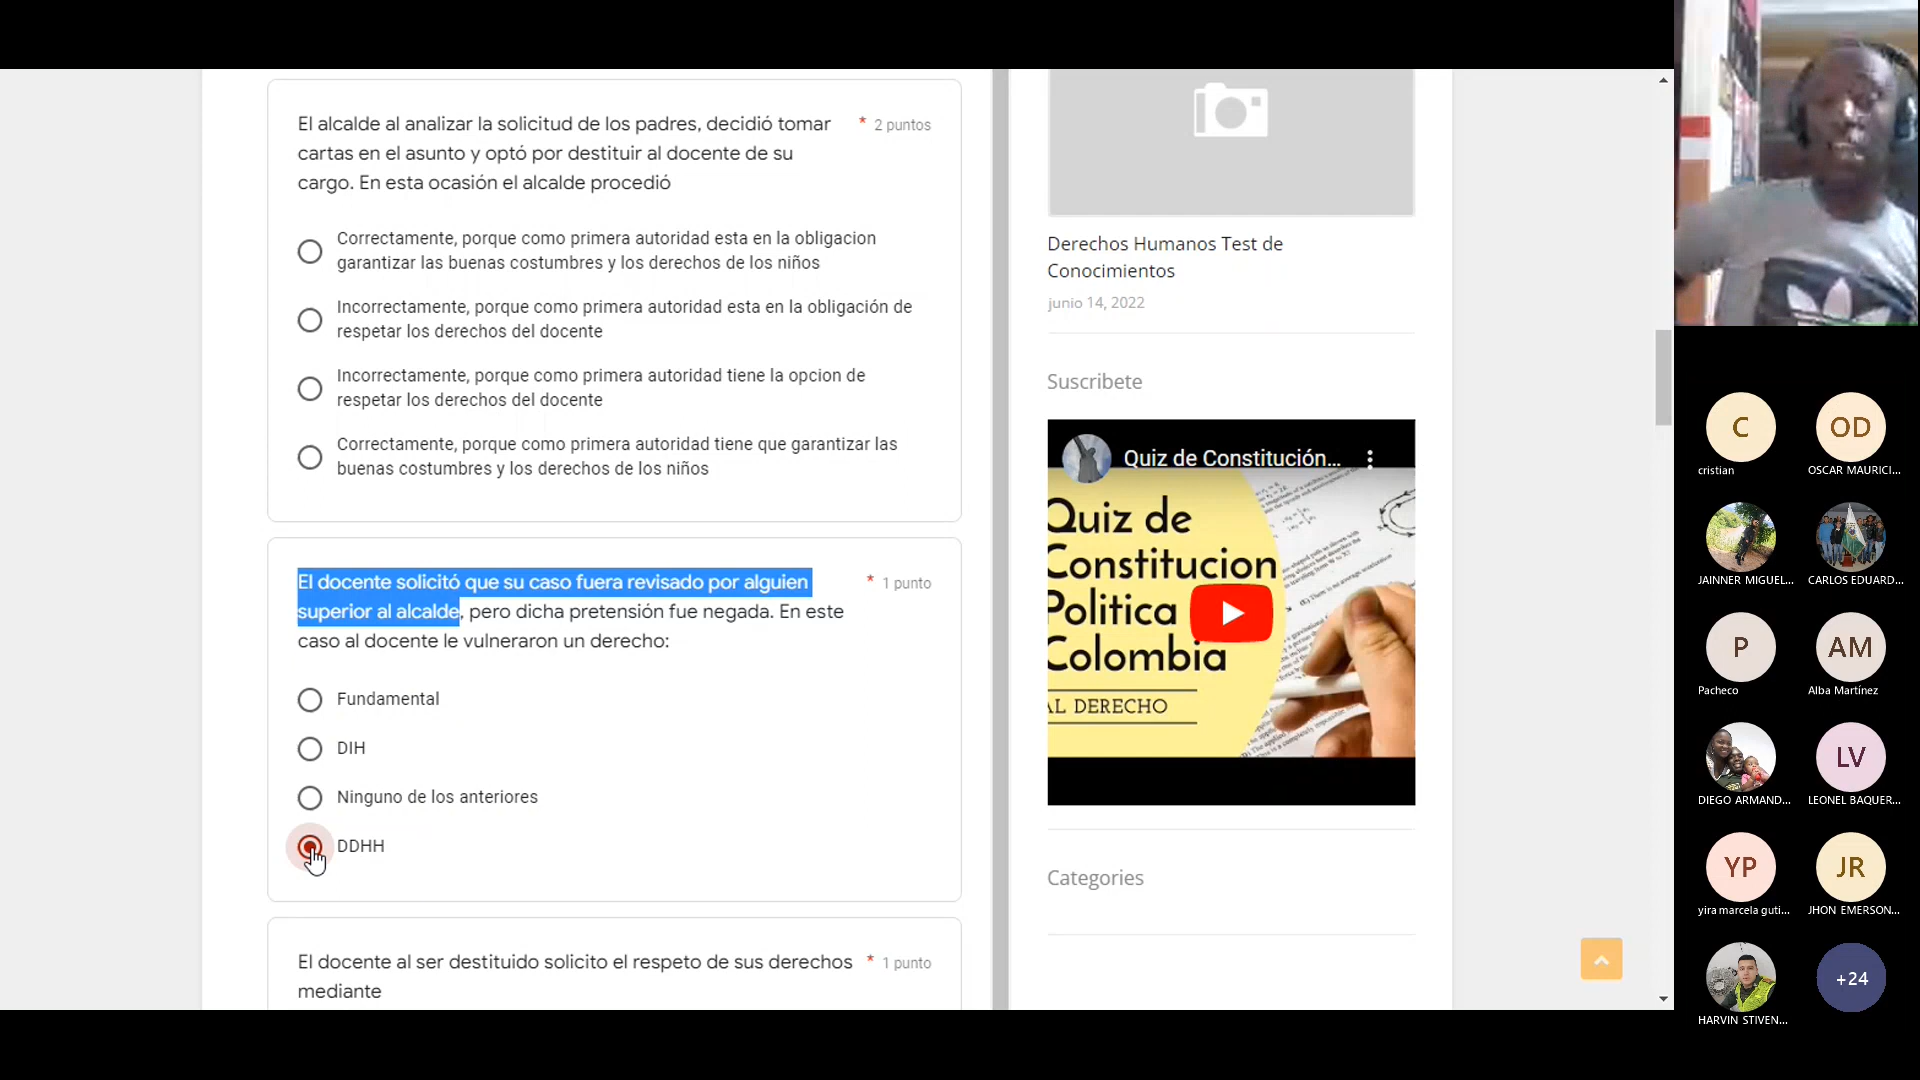 El alcalde al analizar la solicitud de los padres, decidió tomar
cartas en el asunto y optó por destituir al docente de su
cargo. En esta ocasión el alcalde procedió
* 2 puntos
Correctamente, porque como primera autoridad esta en la obligacion
garantizar las buenas costumbres y los derechos de los niños
Incorrectamente, porque como primera autoridad esta en la obligación de
respetar los derechos del docente
Incorrectamente, porque como primera autoridad tiene la opcion de
respetar los derechos del docente
Correctamente, porque como primera autoridad tiene que garantizar las
buenas costumbres y los derechos de los niños
El docente solicitó que su caso fuera revisado por alguien
superior al alcalde, pero dicha pretensión fue negada. En este
caso al docente le vulneraron un derecho:
* 1 punto
Fundamental
DIH
Ninguno de los anteriores
DDHH
El docente al ser destituido solicito el respeto de sus derechos
mediante
* 1 punto
Derechos Humanos Test de
Conocimientos
junio 14, 2022
Suscribete
Quiz de Constitución...
Quiz de
Constitucion
Politica
Colombia
AL DERECHO
Categories
C
cristian
OD
OSCAR MAURICI...
JAINNER MIGUEL...
CARLOS EDUARD...
P
Pacheco
AM
Alba Martínez
DIEGO ARMAND...
LV
LEONEL BAQUER...
YP
yira marcela guti...
JR
JHON EMERSON...
HARVIN STIVEN...
+24